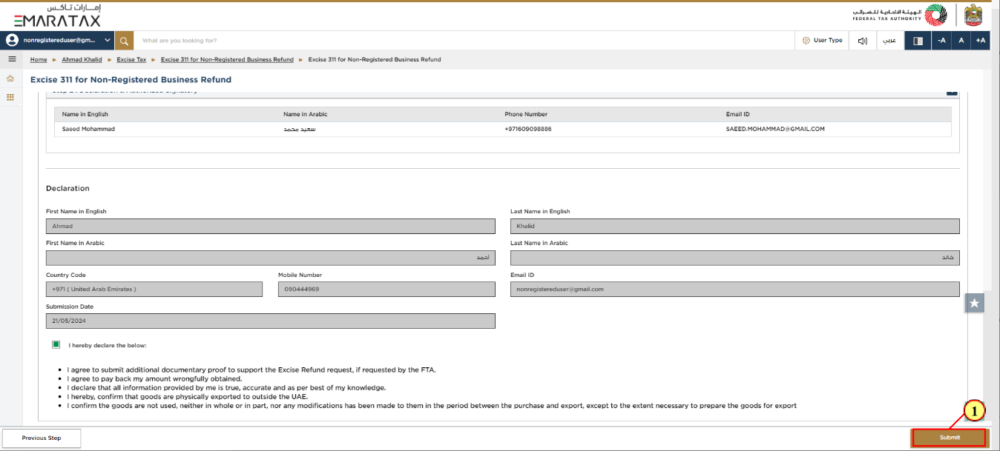 إمـــارات تــاكــس
EMARATAX
الـهـيـئـة الاتحـاديـة للـضـرائـب
FEDERAL TAX AUTHORITY
nonregistereduser@gm...
What are you looking for?
User Type
عربي
-A
A
+A
Home
Ahmad Khalid
Excise Tax
Excise 311 for Non-Registered Business Refund
Excise 311 for Non-Registered Business Refund
Excise 311 for Non-Registered Business Refund
Declaration & Authorized Signatory
Name in English Name in Arabic Phone Number Email ID
Saeed Mohammad سعيد محمد +971609098886 SAEED.MOHAMMAD@GMAIL.COM
Declaration
First Name in English Last Name in English
Ahmad Khalid
First Name in Arabic Last Name in Arabic
أحمد خالد
Country Code Mobile Number Email ID
+971 ( United Arab Emirates ) 090444969 nonregistereduser@gmail.com
Submission Date
21/05/2024
I hereby declare the below:
• I agree to submit additional documentary proof to support the Excise Refund request, if requested by the FTA.
• I agree to pay back my amount wrongfully obtained.
• I declare that all information provided by me is true, accurate and as per best of my knowledge.
• I hereby, confirm that goods are physically exported to outside the UAE.
• I confirm the goods are not used, neither in whole or in part, nor any modifications has been made to them in the period between the purchase and export, except to the extent necessary to prepare the goods for export
1
Previous Step
Submit